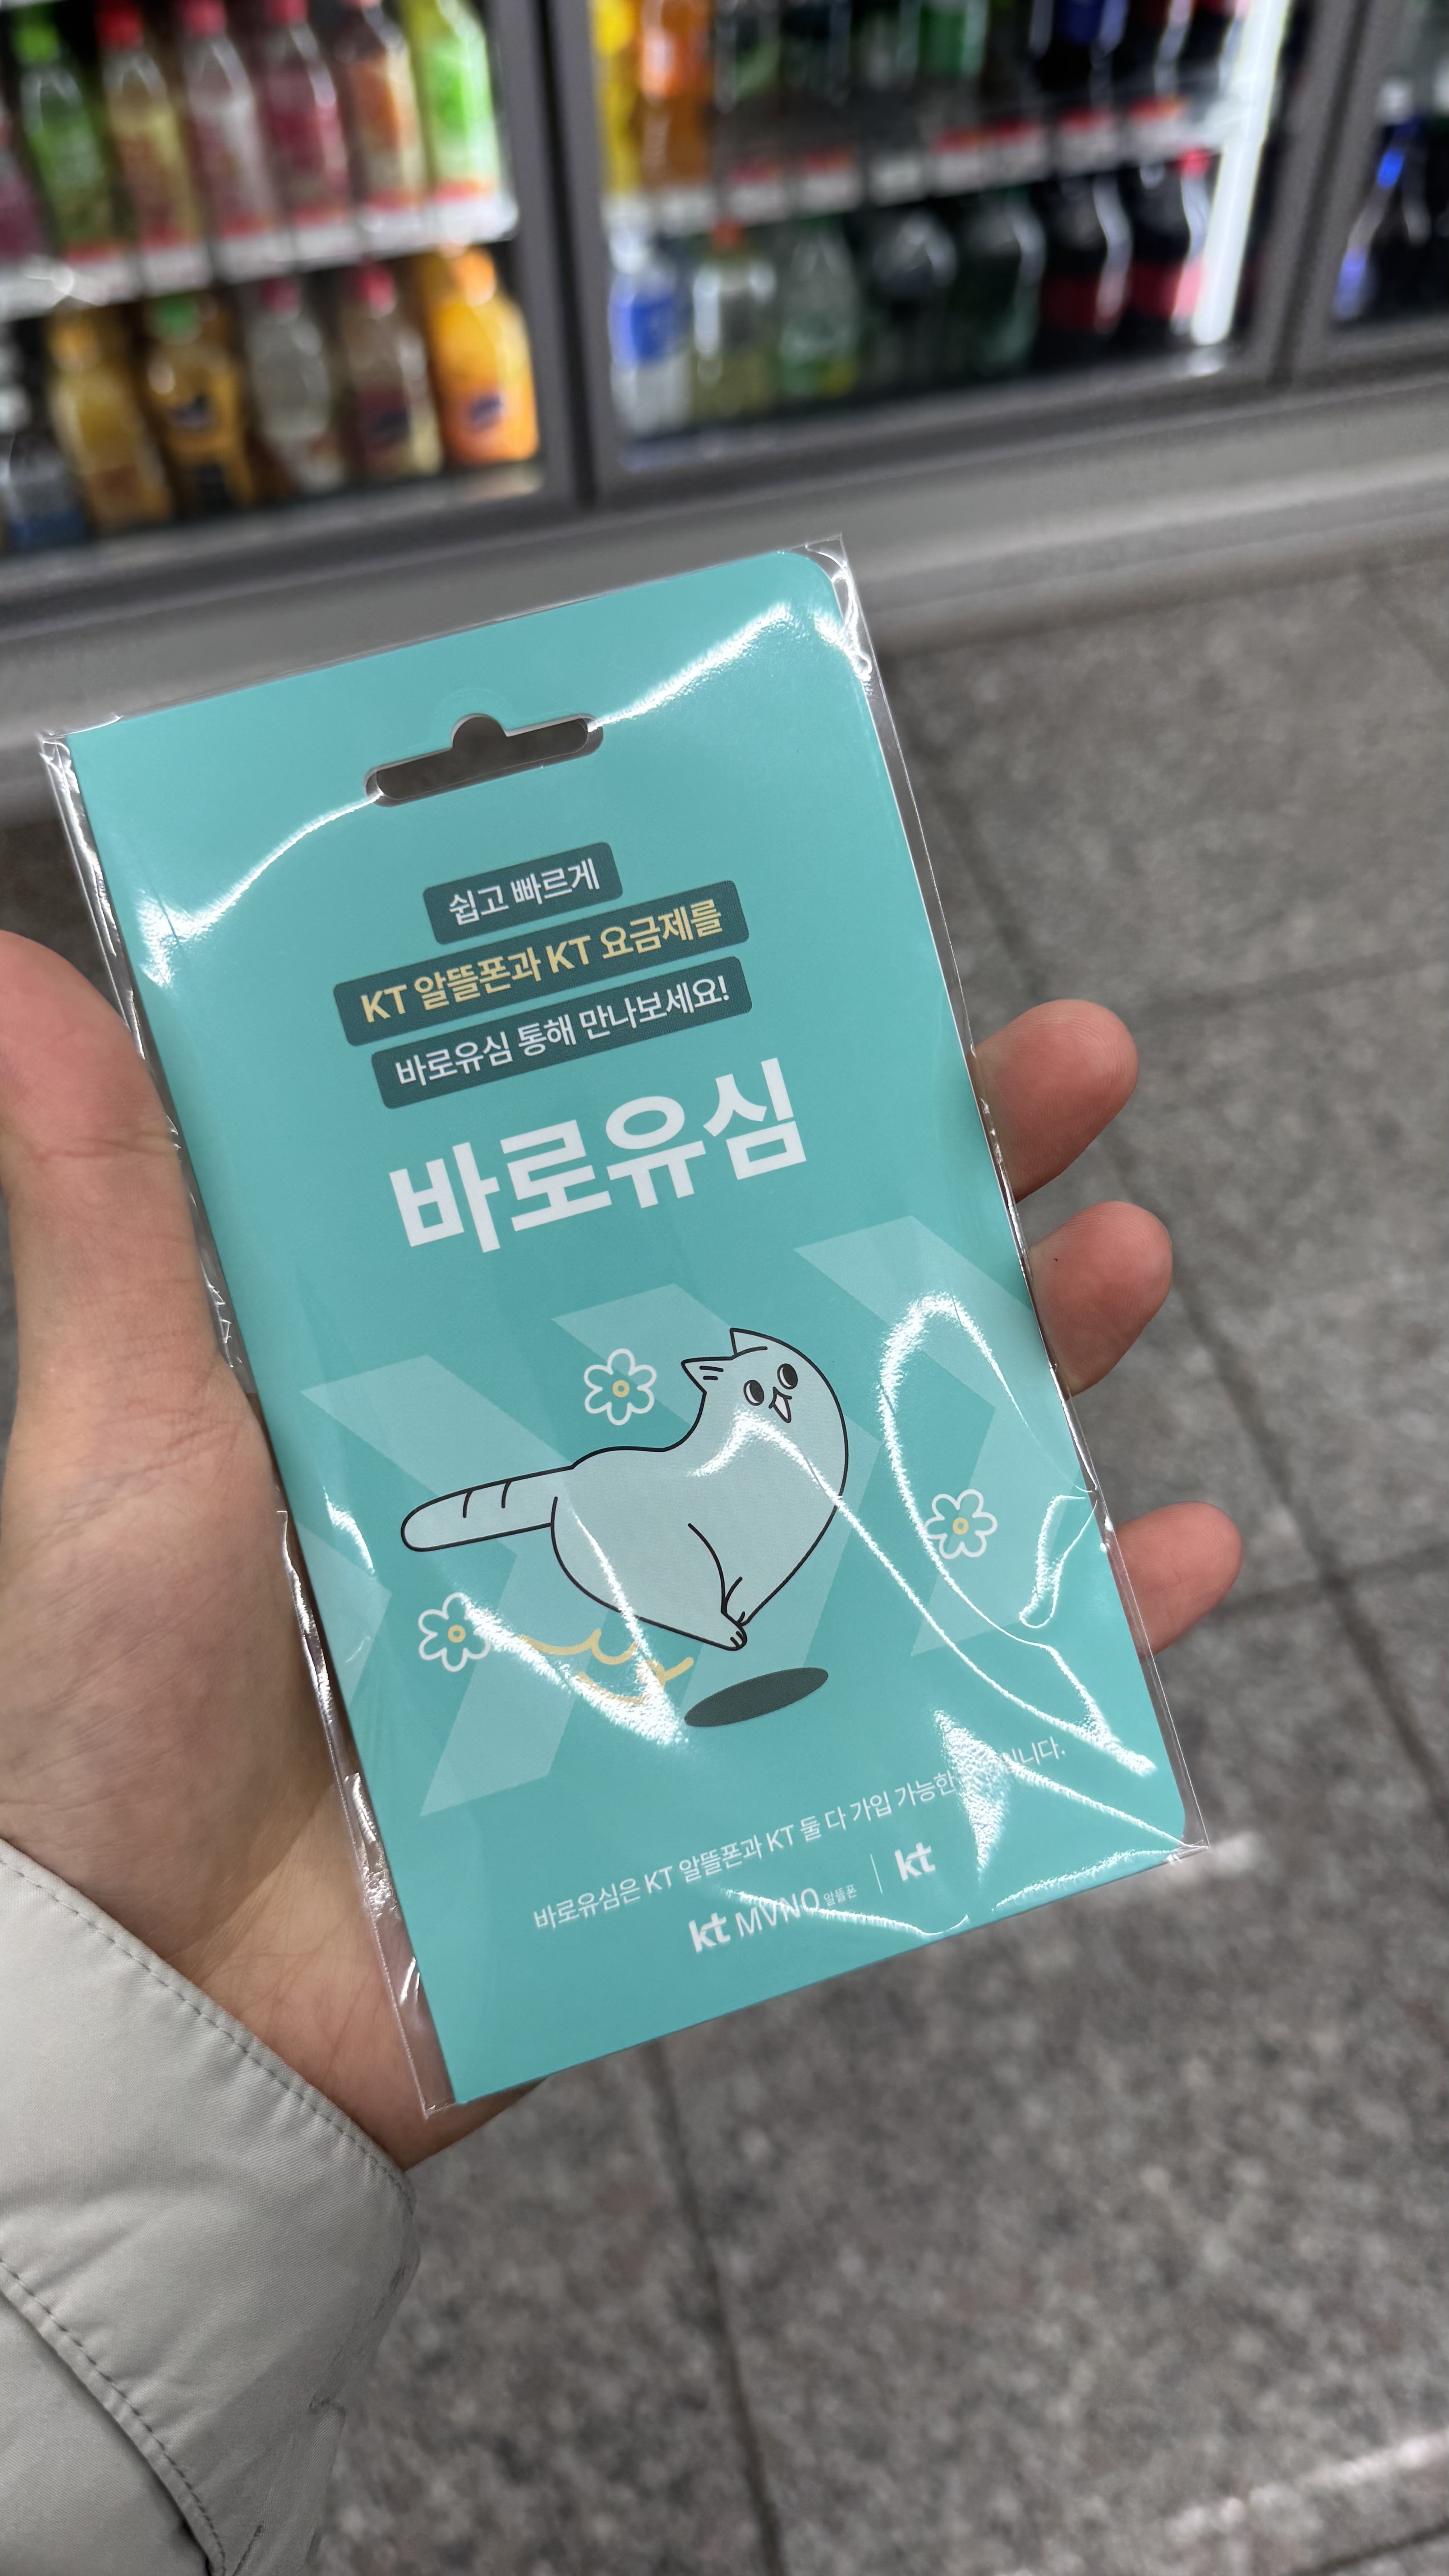 쉽고 빠르게
KT 알뜰폰과 KT 요금제를
바로유심 통해 만나보세요!
바로유심
바로유심은 KT 알뜰폰과 KT 둘 다 가입 가능한
kt MVNO 알뜰폰 | kt